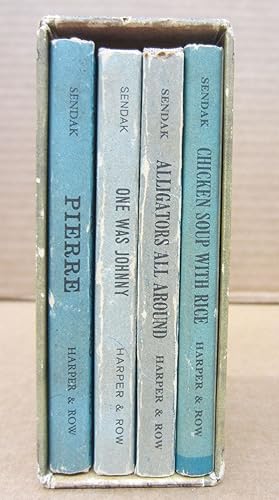 SENDAK PIERRE HARPER & ROW
SENDAK ONE WAS JOHNNY HARPER & ROW
SENDAK ALLIGATORS ALL AROUND HARPER & ROW
SENDAK CHICKEN SOUP WITH RICE HARPER & ROW